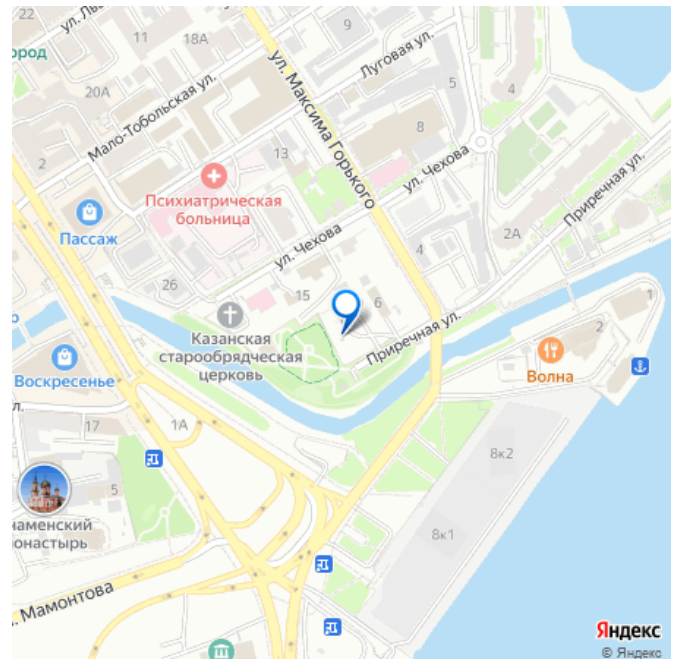 22
ул. Ль
11
18А
9
ород
20А
Луговая ул.
5
4
Мало-Тобольская ул.
ул. Максима Горького
8
2
13
Психиатрическая
больница
ул. Чехова
Приречная ул.
Пассаж
ул. Чехова
2А
4
26
15
6
1
Казанская
старообрядческая
церковь
Приречная ул.
2
Волна
Воскресенье
л.
17
1А
8к2
5
наменский
онастырь
8к1
. Мамонтова
Яндекс
© Яндекс